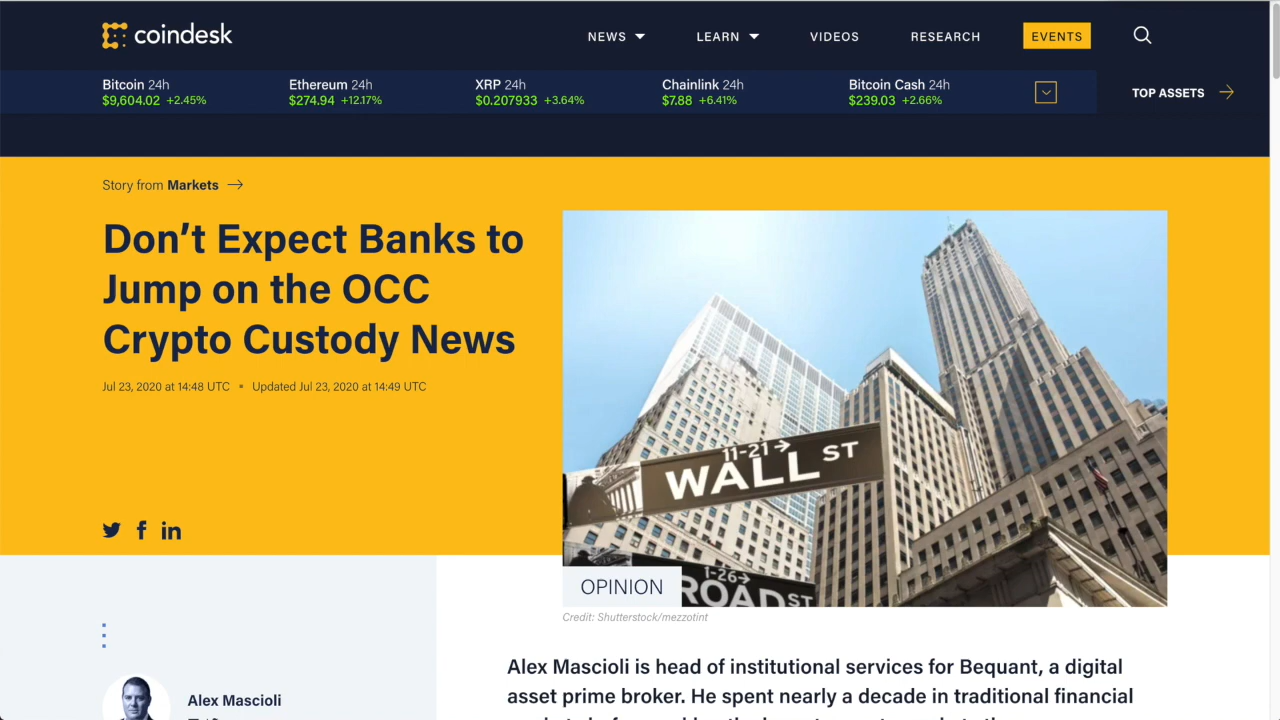 coindesk
NEWS
LEARN
VIDEOS
RESEARCH
EVENTS
Bitcoin 24h
$9,604.02 +2.45%
Ethereum 24h
$274.94 +12.17%
XRP 24h
$0.207933 +3.64%
Chainlink 24h
$7.88 +6.41%
Bitcoin Cash 24h
$239.03 +2.66%
TOP ASSETS
Story from Markets
Don’t Expect Banks to
Jump on the OCC
Crypto Custody News
Jul 23, 2020 at 14:48 UTC ▪ Updated Jul 23, 2020 at 14:49 UTC
11-21
WALL ST
1-26
ROAD ST
OPINION
Credit: Shutterstock/mezzotint
Alex Mascioli is head of institutional services for Bequant, a digital
asset prime broker. He spent nearly a decade in traditional financial
Alex Mascioli